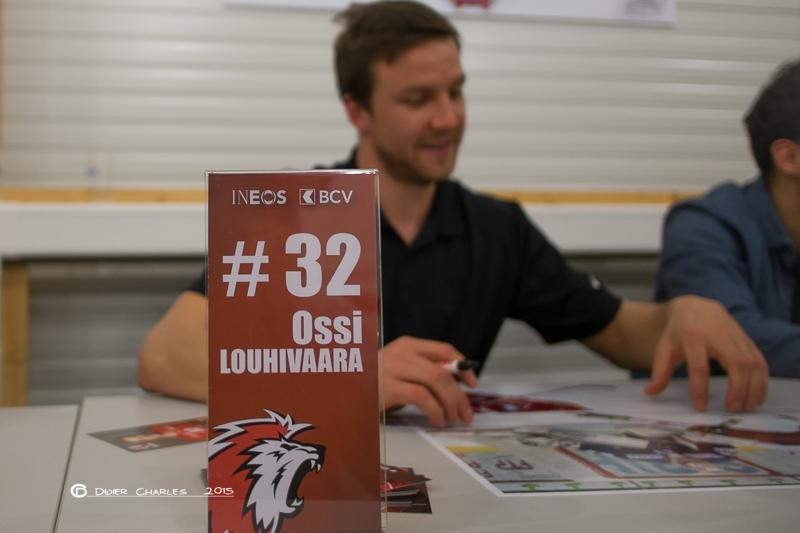 INEOS BCV
# 32
Ossi
LOUHIVAARA
DIDIER CHARLES 2015